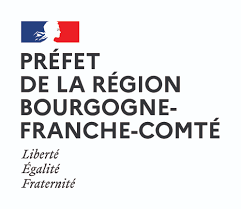 PRÉFET
DE LA RÉGION
BOURGOGNE-
FRANCHE-COMTÉ
Liberté
Égalité
Fraternité